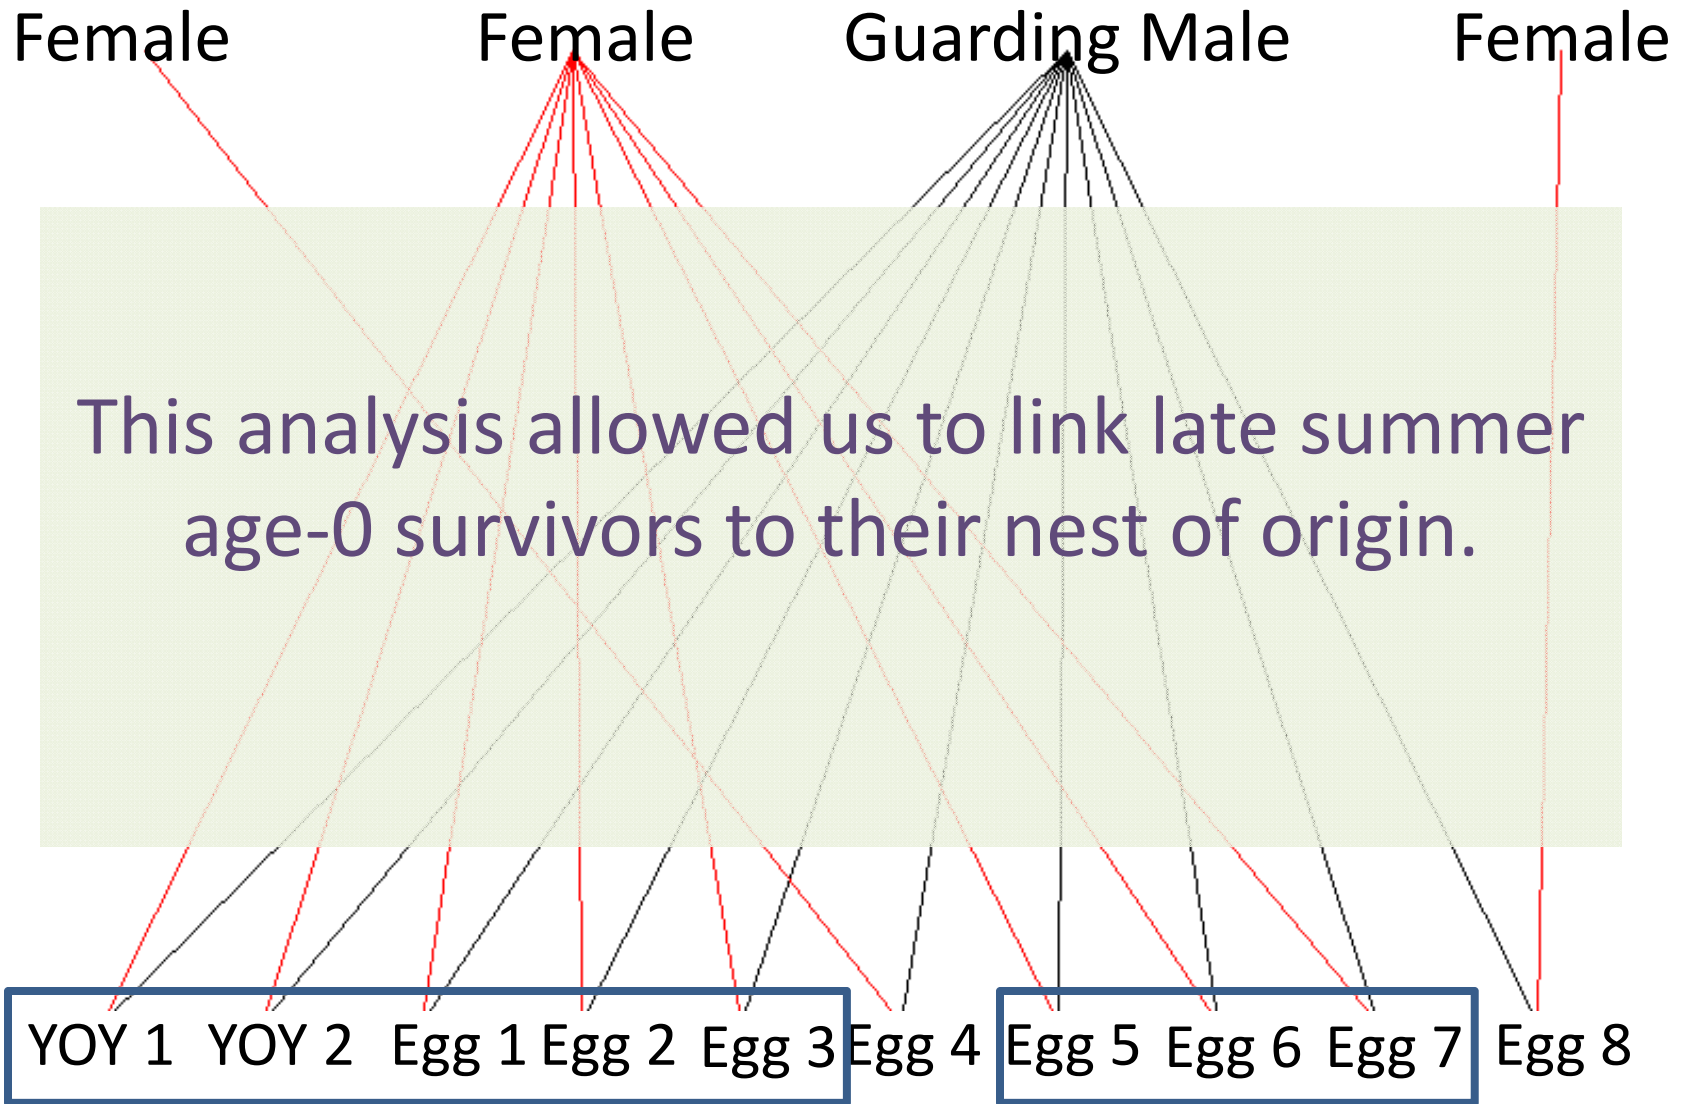 Female Female Guarding Male Female
This analysis allowed us to link late summer
age-0 survivors to their nest of origin.
YOY 1 YOY 2 Egg 1 Egg 2 Egg 3 Egg 4 Egg 5 Egg 6 Egg 7 Egg 8